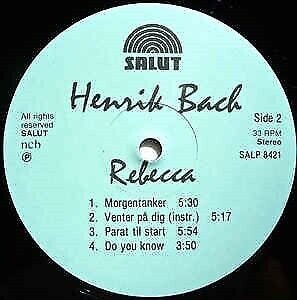 SALUT
Henrik Bach
All rights
reserved
SALUT
ncb
Ⓟ
Side 2
33 RPM
Stereo
SALP 8421
Rebecca
1. Morgentanker 5:30
2. Venter på dig (instr.) 5:17
3. Parat til start 5:54
4. Do you know 3:50